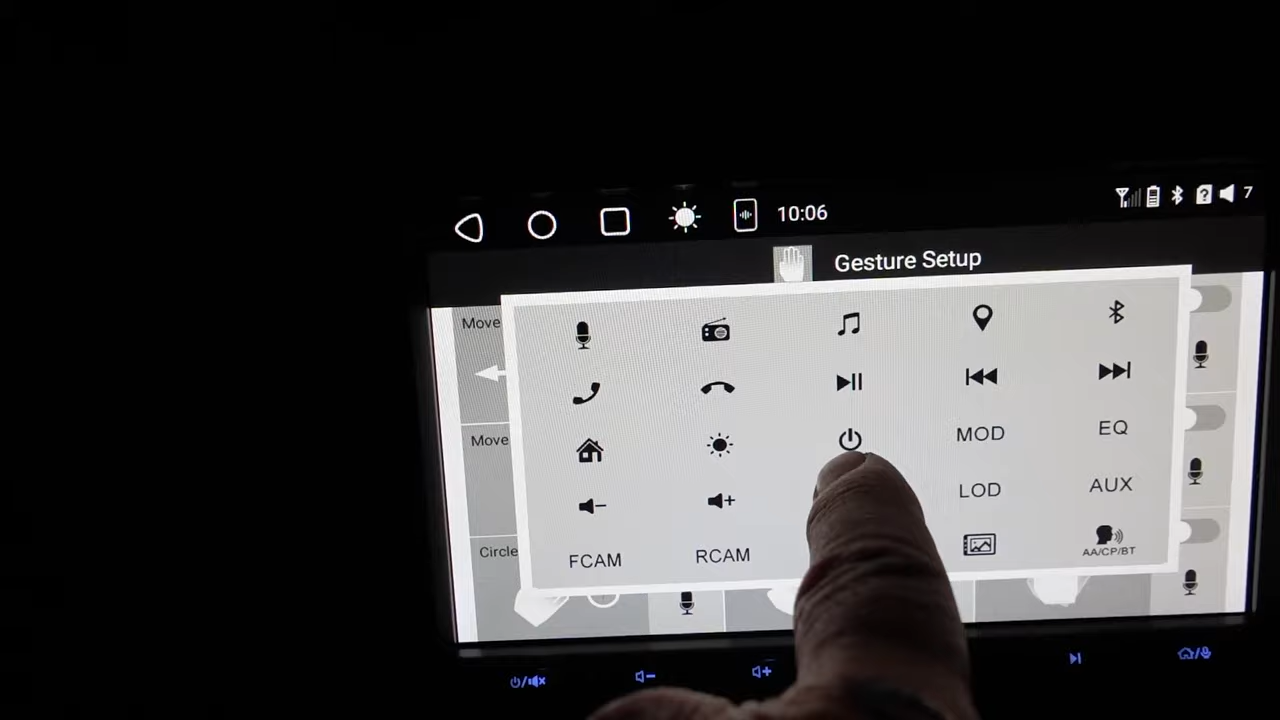 10:06
7
Gesture Setup
Move
Move
MOD
EQ
LOD
AUX
FCAM
RCAM
AA/CP/BT
Circle